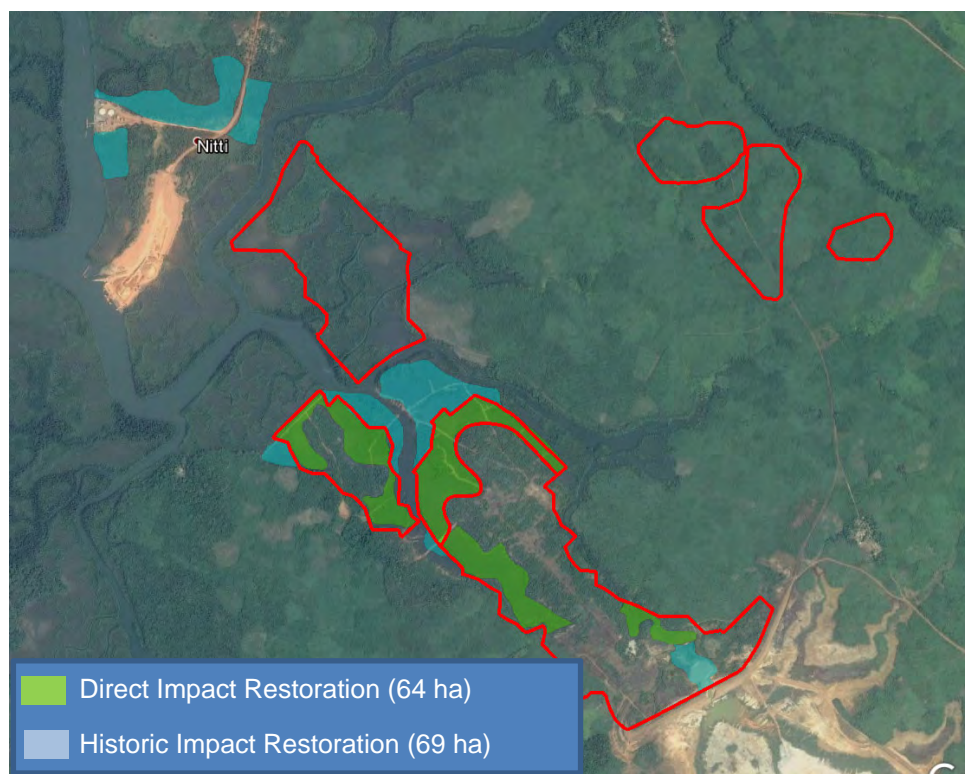 Nitti
Direct Impact Restoration (64 ha)
Historic Impact Restoration (69 ha)